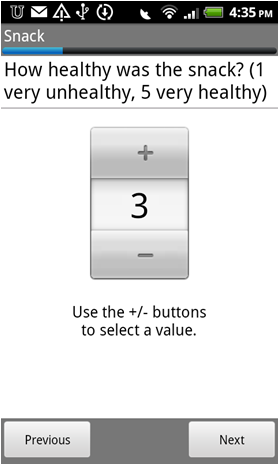 4:35 PM
Snack
How healthy was the snack? (1
very unhealthy, 5 very healthy)
+
3
−
Use the +/- buttons
to select a value.
Previous
Next